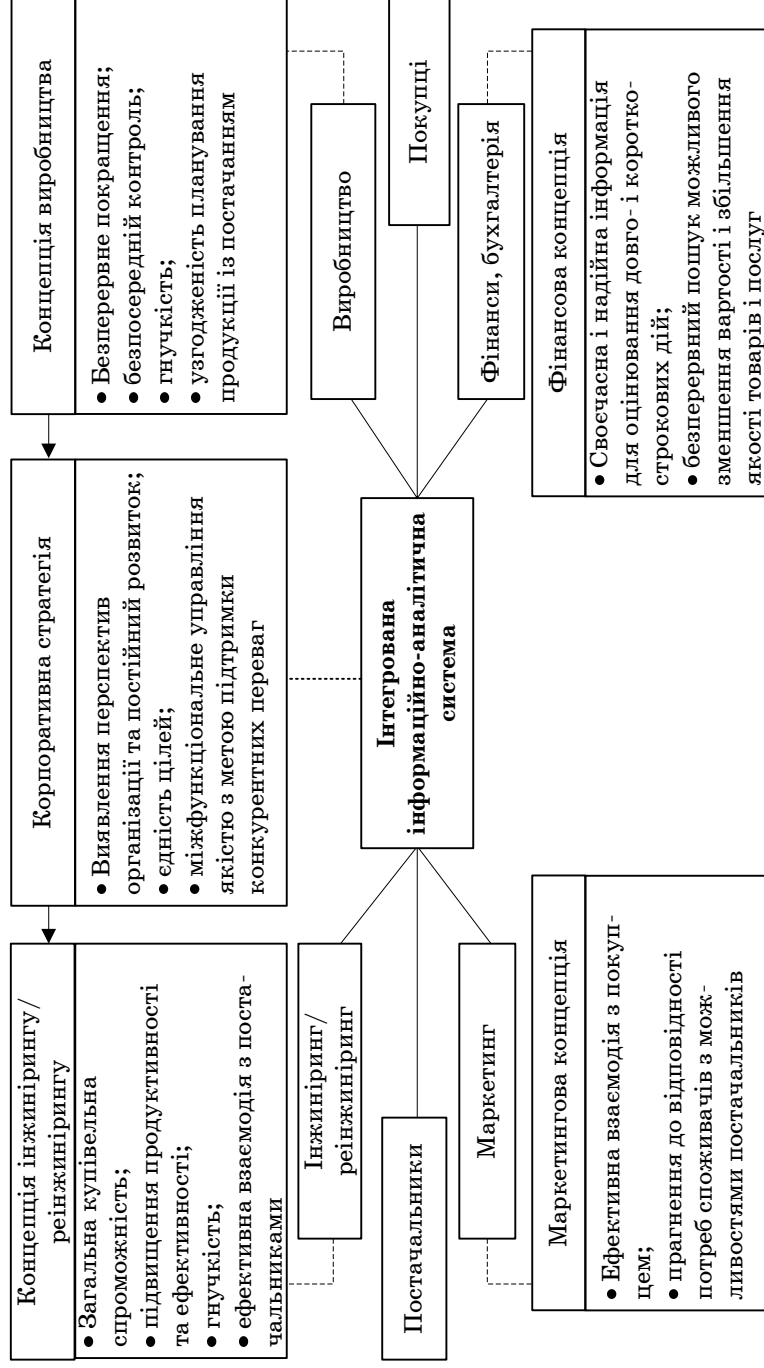 Концепція інжинірингу/
реінжинірингу
• Загальна купівельна
спроможність;
• підвищення продуктивності
та ефективності;
• гнучкість;
• ефективна взаємодія з поста-
чальниками
Корпоративна стратегія
• Виявлення перспектив
організації та постійний розвиток;
• єдність цілей;
• міжфункціональне управління
якістю з метою підтримки
конкурентних переваг
Концепція виробництва
• Безперервне покращення;
• безпосередній контроль;
• гнучкість;
• узгодженість планування
продукції із постачанням
Інжиніринг/
реінжиніринг
Виробництво
Постачальники
Інтегрована
інформаційно-аналітична
система
Покупці
Маркетинг
Фінанси, бухгалтерія
Маркетингова концепція
• Ефективна взаємодія з покуп-
цем;
• прагнення до відповідності
потреб споживачів з мож-
ливостями постачальників
Фінансова концепція
• Своєчасна і надійна інформація
для оцінювання довго- і коротко-
строкових дій;
• безперервний пошук можливого
зменшення вартості і збільшення
якості товарів і послуг